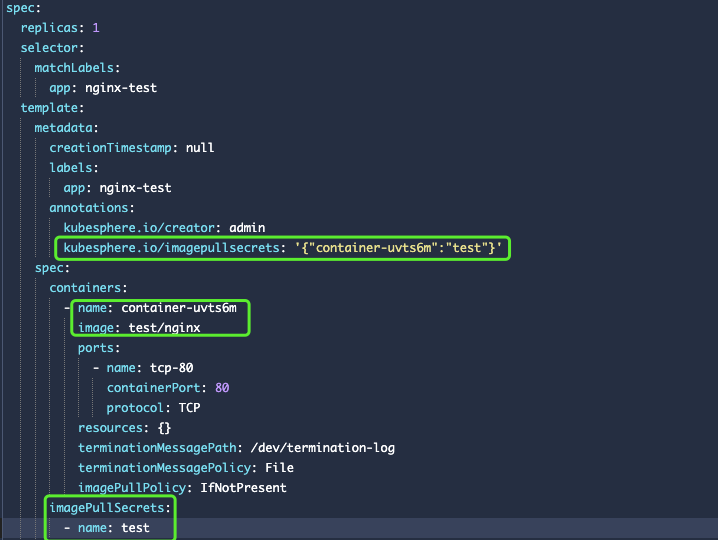 spec:
replicas: 1
selector:
matchLabels:
app: nginx-test
template:
metadata:
creationTimestamp: null
labels:
app: nginx-test
annotations:
kubesphere.io/creator: admin
kubesphere.io/imagepullsecrets: '{"container-uvts6m":"test"}'
spec:
containers:
- name: container-uvts6m
image: test/nginx
ports:
- name: tcp-80
containerPort: 80
protocol: TCP
resources: {}
terminationMessagePath: /dev/termination-log
terminationMessagePolicy: File
imagePullPolicy: IfNotPresent
imagePullSecrets:
- name: test